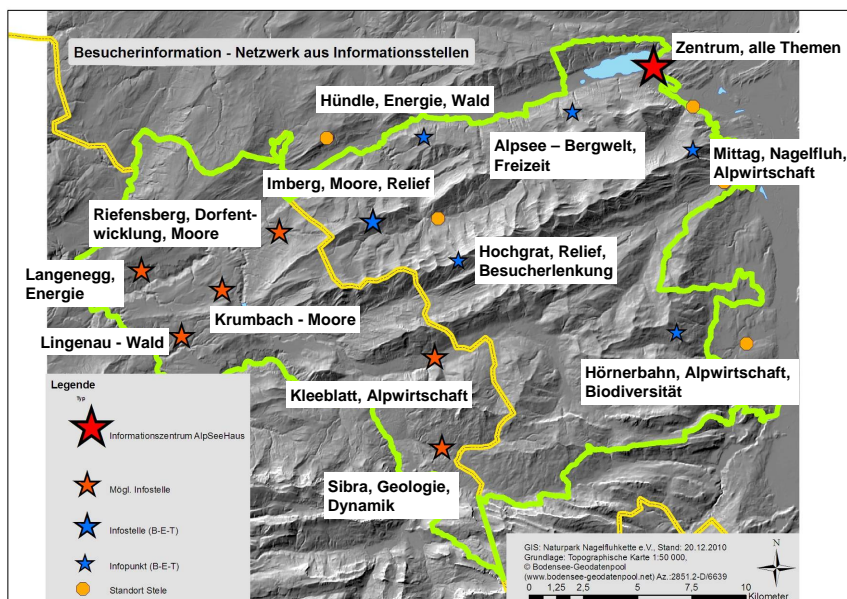 Besucherinformation - Netzwerk aus Informationsstellen
Zentrum, alle Themen
Hündle, Energie, Wald
Alpsee – Bergwelt,
Freizeit
Mittag, Nagelfluh,
Alpwirtschaft
Imberg, Moore, Relief
Riefensberg, Dorfent-
wicklung, Moore
Hochgrat, Relief,
Besucherlenkung
Langenegg,
Energie
Krumbach - Moore
Lingenau - Wald
Kleeblatt, Alpwirtschaft
Hörnerbahn, Alpwirtschaft,
Biodiversität
Sibra, Geologie,
Dynamik
Legende
Typ
Informationszentrum AlpSeeHaus
Mögl. Infostelle
Infostelle (B-E-T)
Infopunkt (B-E-T)
Standort Stele
GIS: Naturpark Nagelfluhkette e.V., Stand: 20.12.2010
Grundlage: Topographische Karte 1:50 000,
© Bodensee-Geodatenpool
(www.bodensee-geodatenpool.net) Az.:2851.2-D/6639
N
0 1,25 2,5 5 7,5 10
Kilometer